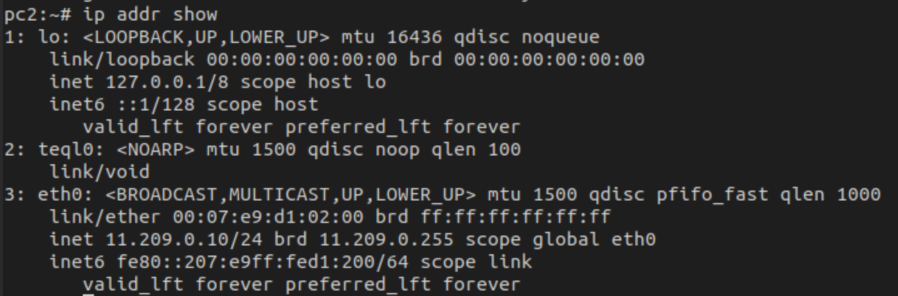 pc2:~# ip addr show
1: lo: <LOOPBACK,UP,LOWER_UP> mtu 16436 qdisc noqueue
    link/loopback 00:00:00:00:00:00 brd 00:00:00:00:00:00
    inet 127.0.0.1/8 scope host lo
    inet6 ::1/128 scope host
       valid_lft forever preferred_lft forever
2: teql0: <NOARP> mtu 1500 qdisc noop qlen 100
    link/void
3: eth0: <BROADCAST,MULTICAST,UP,LOWER_UP> mtu 1500 qdisc pfifo_fast qlen 1000
    link/ether 00:07:e9:d1:02:00 brd ff:ff:ff:ff:ff:ff
    inet 11.209.0.10/24 brd 11.209.0.255 scope global eth0
    inet6 fe80::207:e9ff:fed1:200/64 scope link
       valid_lft forever preferred_lft forever